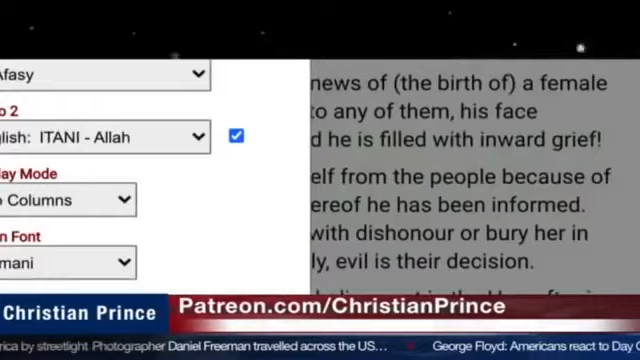 Afasy
o 2
glish: ITANI - Allah
lay Mode
o Columns
n Font
mani
news of (the birth of) a female
to any of them, his face
d he is filled with inward grief!
elf from the people because of
ereof he has been informed.
with dishonour or bury her in
ly, evil is their decision.
Christian Prince
Patreon.com/ChristianPrince
rica by streetlight Photographer Daniel Freeman travelled across the US... George Floyd: Americans react to Day O